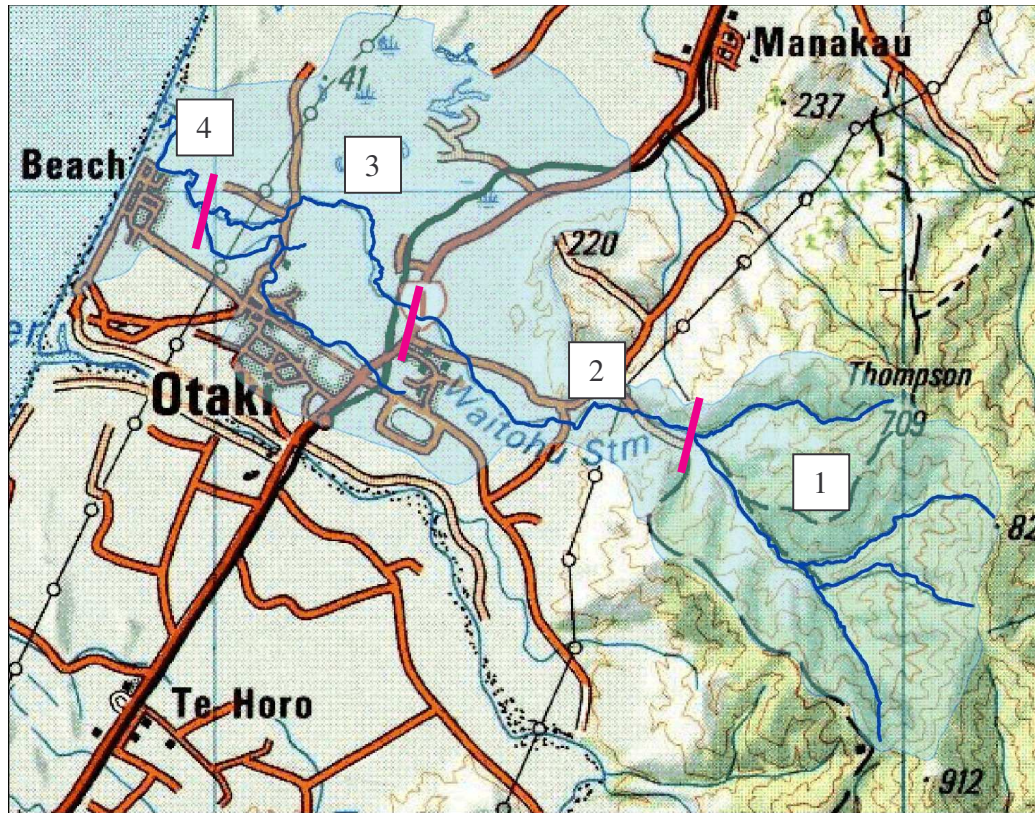 Manakau
41
237
4
Beach
3
220
2
Thompson
709
Otaki
Waitohu Stm
1
82
Te Horo
912